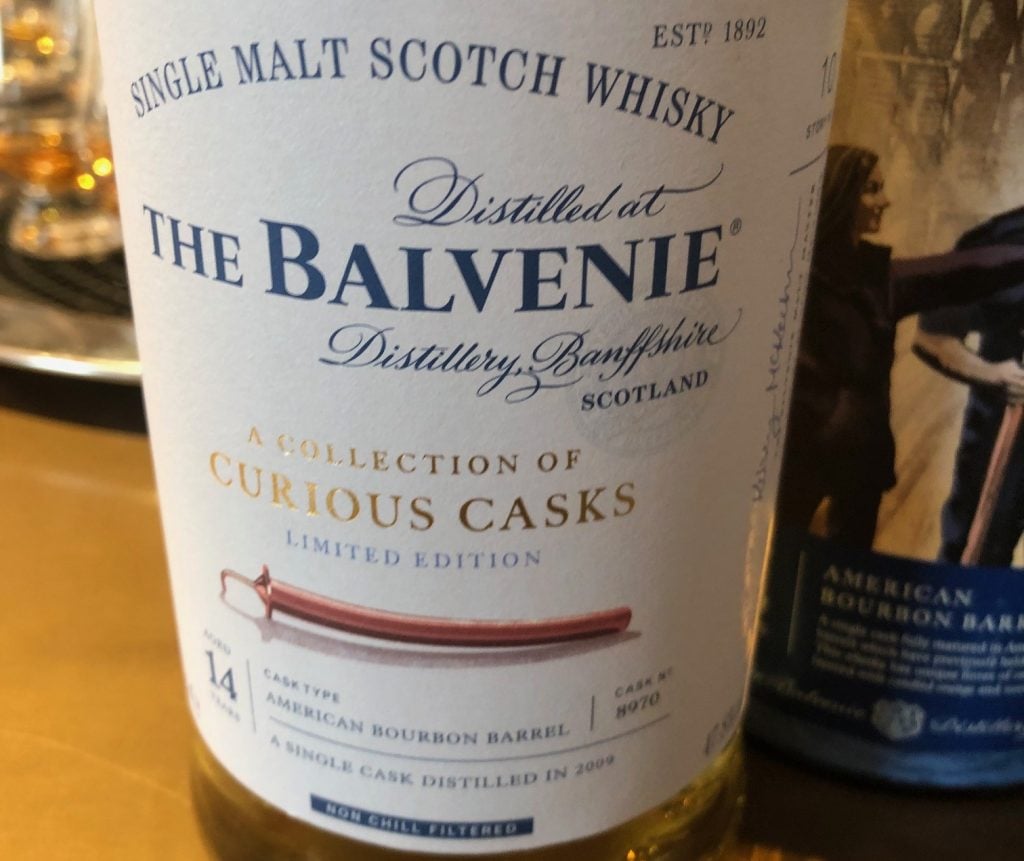 ESTD 1892
SINGLE MALT SCOTCH WHISKY
Distilled at
THE BALVENIE®
Distillery, Banffshire
SCOTLAND
A COLLECTION OF
CURIOUS CASKS
LIMITED EDITION
AGED
14
YEARS
CASK TYPE
AMERICAN BOURBON BARREL
CASK Nº
8970
A SINGLE CASK DISTILLED IN 2009
NON CHILL FILTERED
AMERICAN
BOURBON BARR